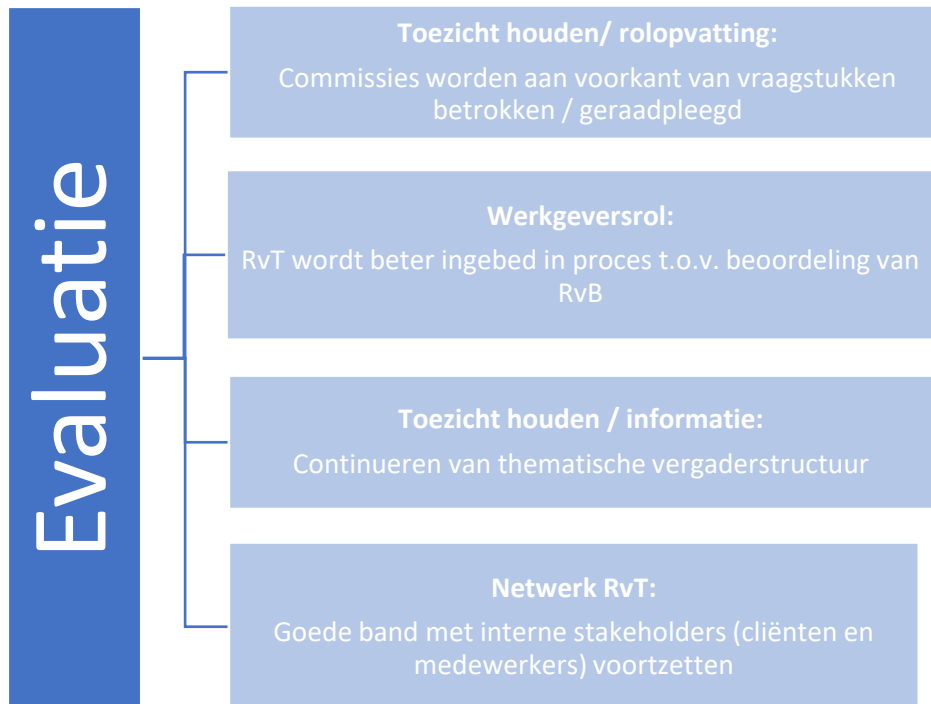 Evaluatie
Toezicht houden/ rolopvatting:
Commissies worden aan voorkant van vraagstukken
betrokken / geraadpleegd
Werkgeversrol:
RvT wordt beter ingebed in proces t.o.v. beoordeling van
RvB
Toezicht houden / informatie:
Continueren van thematische vergaderstructuur
Netwerk RvT:
Goede band met interne stakeholders (cliënten en
medewerkers) voortzetten